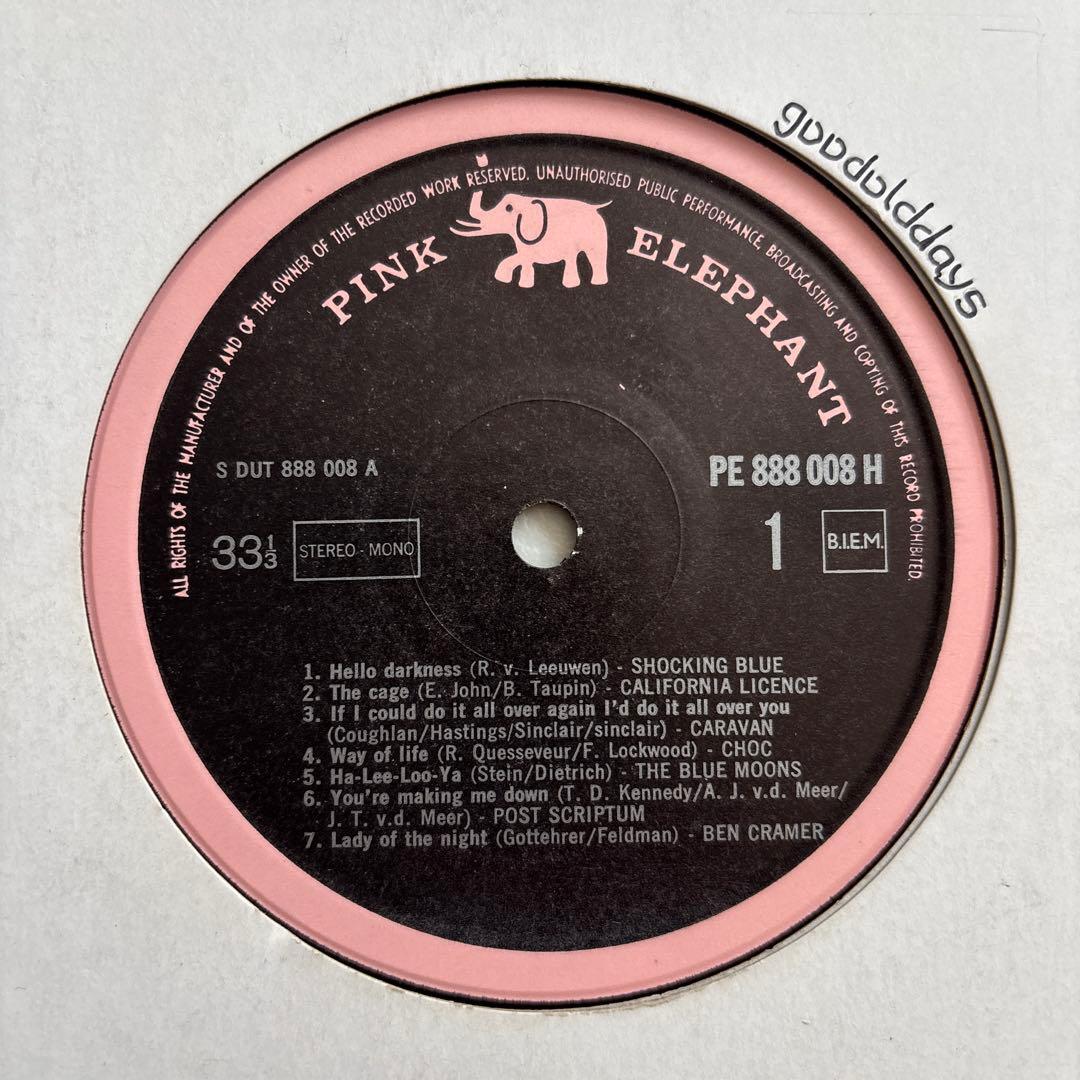 gooddolddays
ALL RIGHTS OF THE MANUFACTURER AND OF THE OWNER OF THE RECORDED WORK RESERVED. UNAUTHORISED PUBLIC PERFORMANCE, BROADCASTING AND COPYING OF THIS RECORD PROHIBITED.
PINK ELEPHANT
S DUT 888 008 A
PE 888 008 H
33⅓
STEREO - MONO
1
B.I.E.M.
1. Hello darkness (R. v. Leeuwen) - SHOCKING BLUE
2. The cage (E. John/B. Taupin) - CALIFORNIA LICENCE
3. If I could do it all over again I'd do it all over you
(Coughlan/Hastings/Sinclair/sinclair) - CARAVAN
4. Way of life (R. Quesseveur/F. Lockwood) - CHOC
5. Ha-Lee-Loo-Ya (Stein/Dietrich) - THE BLUE MOONS
6. You're making me down (T. D. Kennedy/A. J. v.d. Meer/
J. T. v.d. Meer) - POST SCRIPTUM
7. Lady of the night (Gottehrer/Feldman) - BEN CRAMER